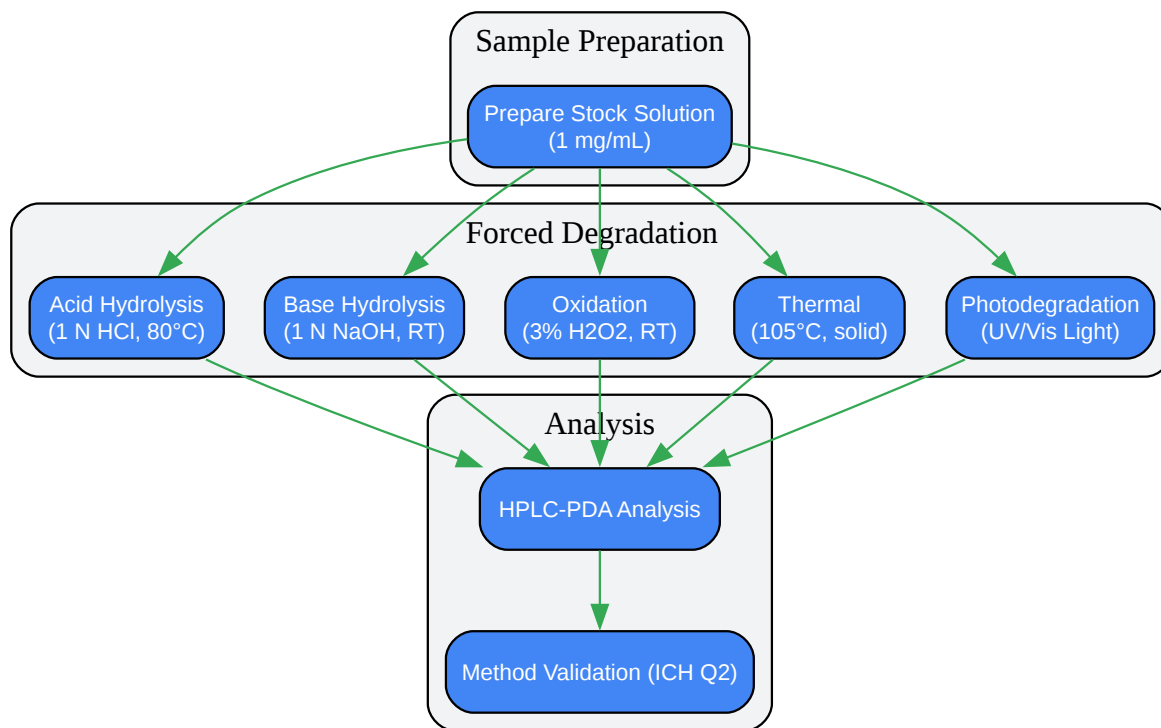 Sample Preparation
Prepare Stock Solution
(1 mg/mL)
Forced Degradation
Acid Hydrolysis
(1 N HCl, 80°C)
Base Hydrolysis
(1 N NaOH, RT)
Oxidation
(3% H2O2, RT)
Thermal
(105°C, solid)
Photodegradation
(UV/Vis Light)
Analysis
HPLC-PDA Analysis
Method Validation (ICH Q2)